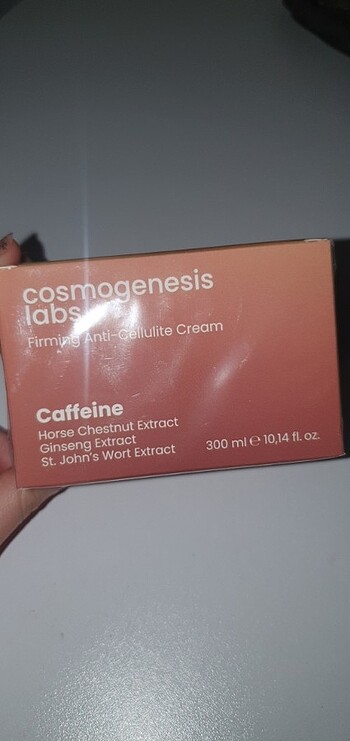 cosmogenesis
labs
Firming Anti-Cellulite Cream
Caffeine
Horse Chestnut Extract
Ginseng Extract
St. John's Wort Extract
300 ml ℮ 10,14 fl. oz.